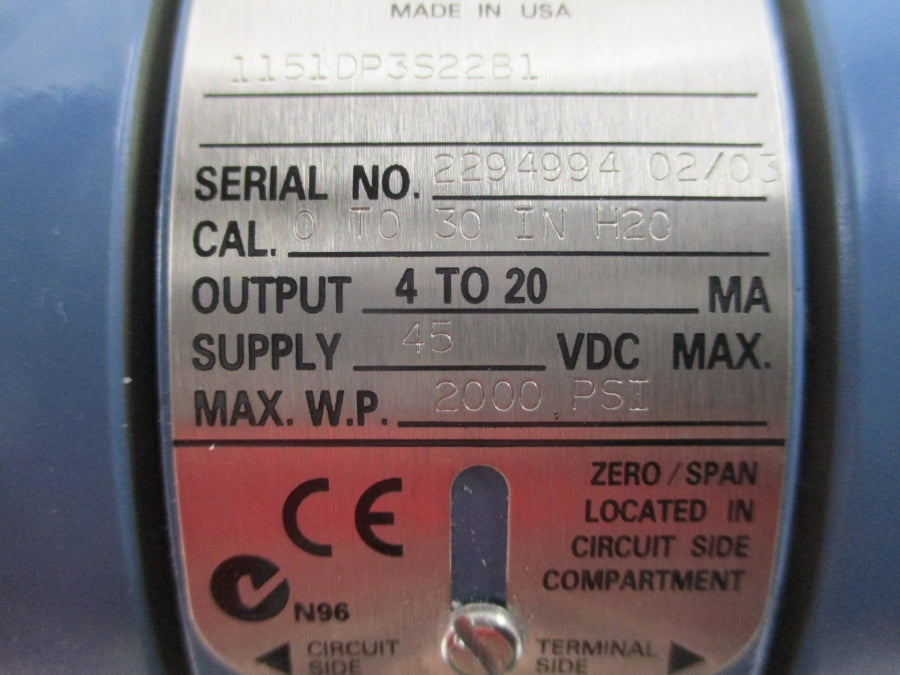 MADE IN USA
1151DP3S22B1
SERIAL NO. 2294994 02/03
CAL. 0 TO 30 IN H20
OUTPUT 4 TO 20 MA
SUPPLY 45 VDC MAX.
MAX. W.P. 2000 PSI
ZERO / SPAN
LOCATED IN
CIRCUIT SIDE
COMPARTMENT
CE
N96
CIRCUIT
SIDE
TERMINAL
SIDE